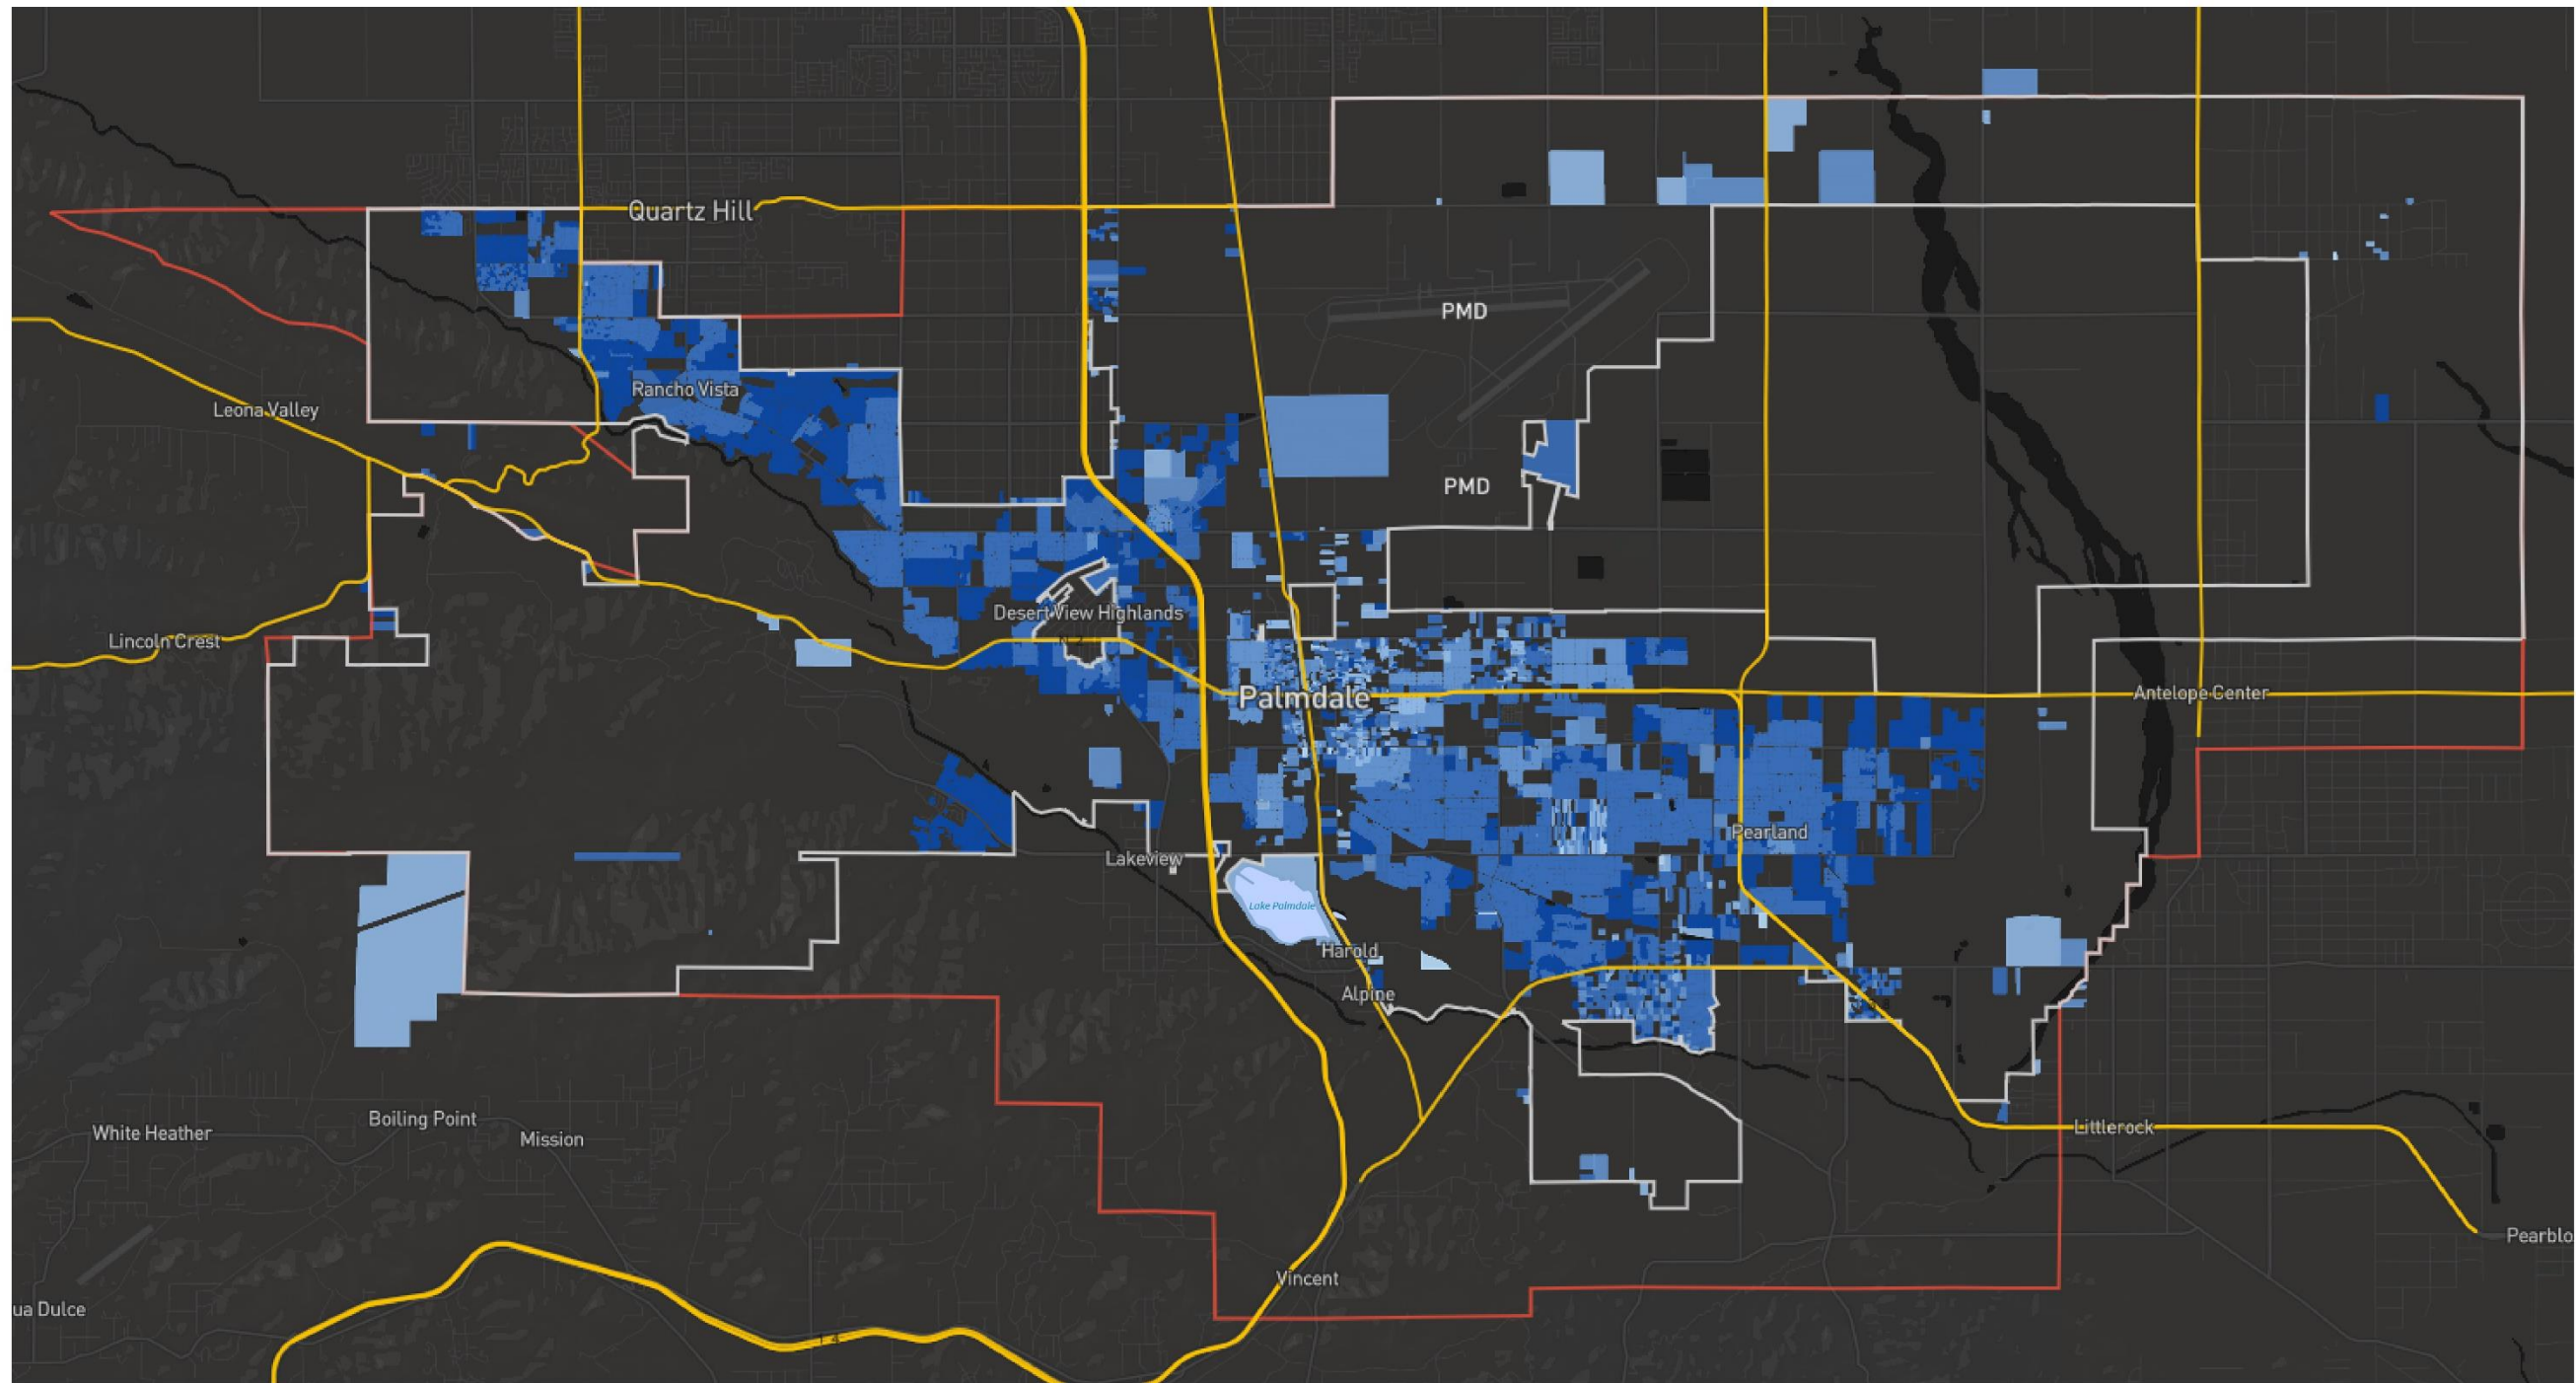 Quartz Hill
PMD
Rancho Vista
Leona Valley
PMD
Desert View Highlands
Lincoln Crest
Palmdale
Antelope Center
Pearland
Lakeview
Lake Palmdale
Harold
Alpine
Boiling Point
Littlerock
White Heather
Mission
Pearblo
Vincent
ua Dulce
14